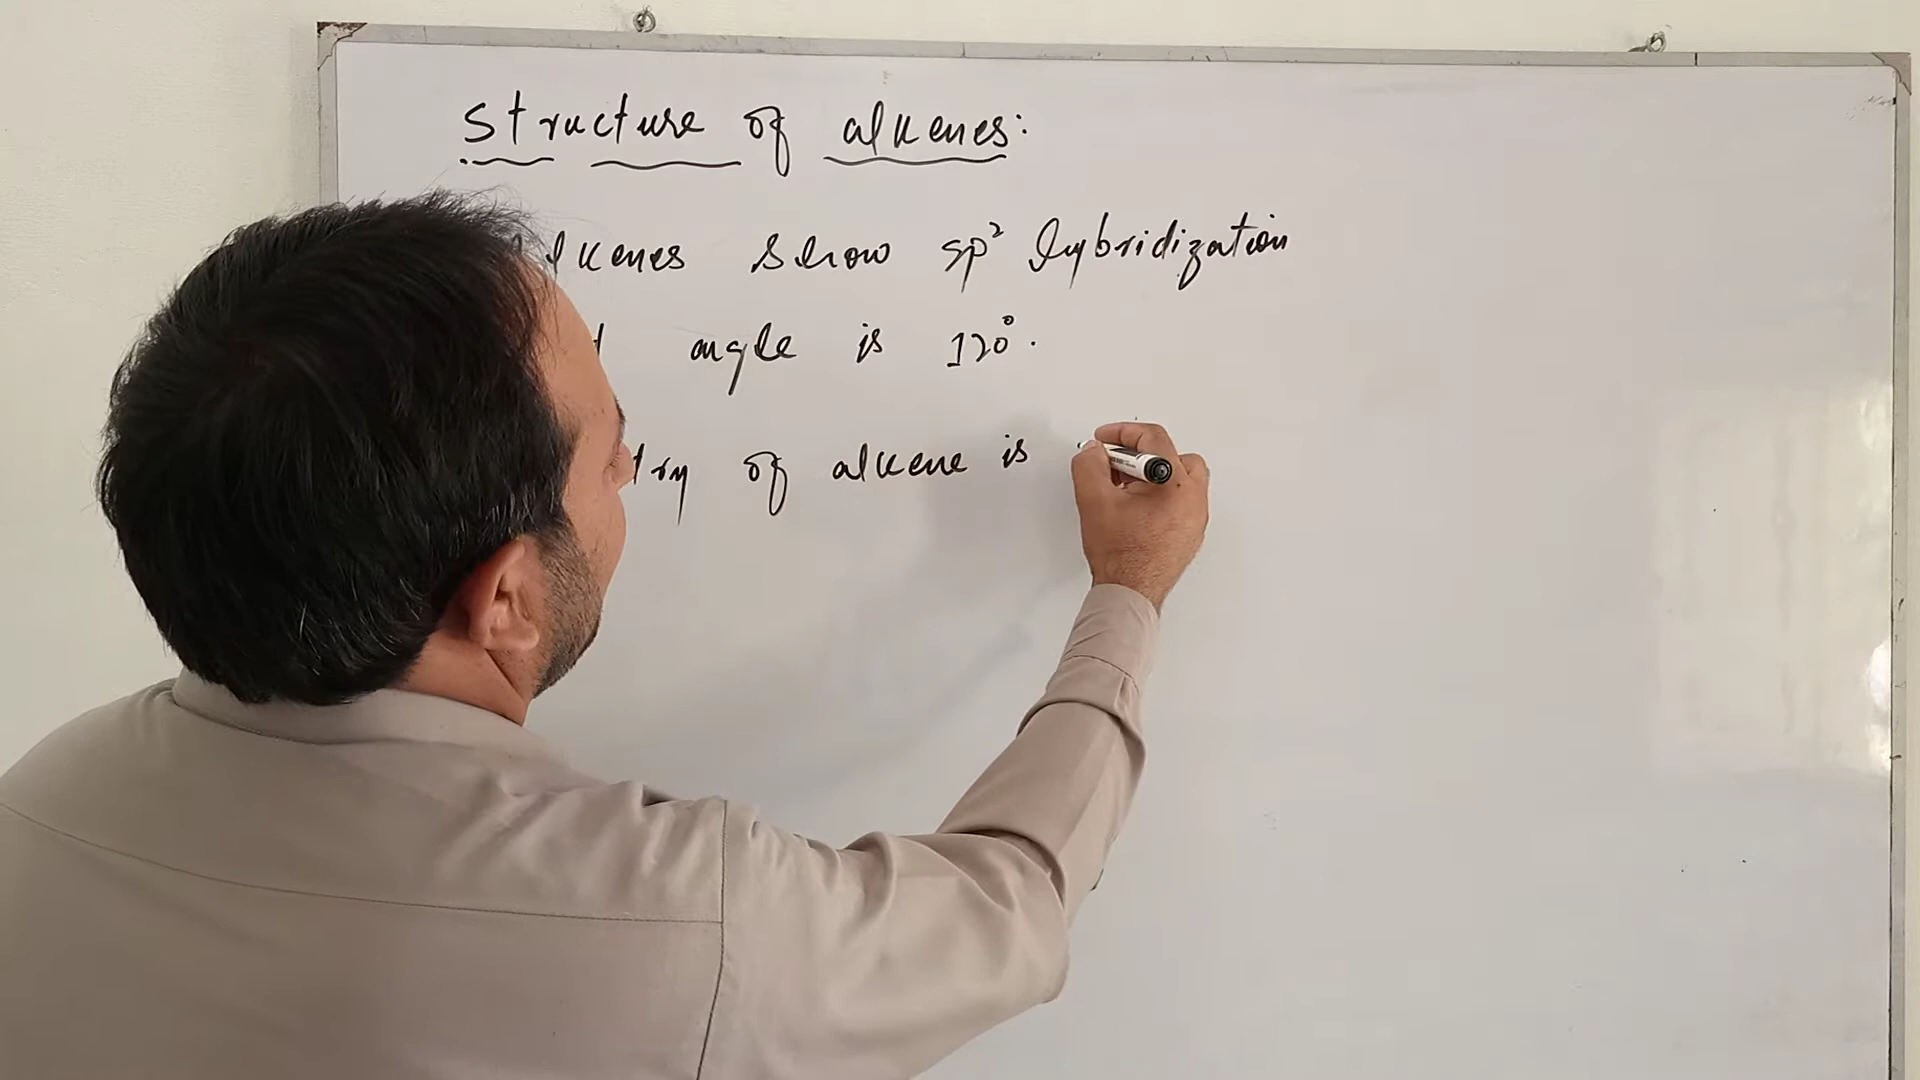 Structure of alkenes:
lkenes show sp² hybridization
angle is 120°.
try of alkene is